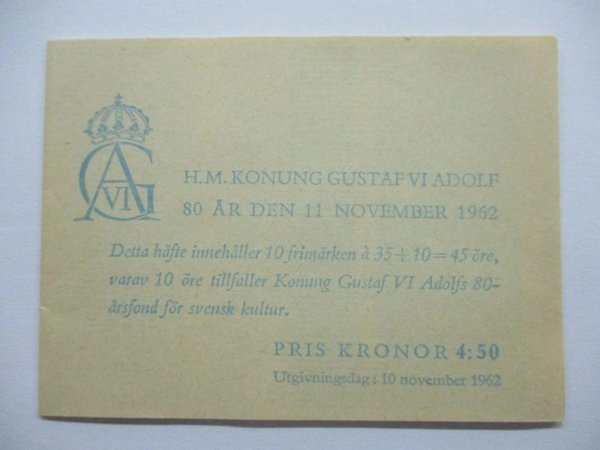 GA
VI
H.M. KONUNG GUSTAF VI ADOLF
80 ÅR DEN 11 NOVEMBER 1962
Detta häfte innehåller 10 frimärken à 35+10=45 öre,
varav 10 öre tillfaller Konung Gustaf VI Adolfs 80-
årsfond för svensk kultur.
PRIS KRONOR 4:50
Utgivningsdag: 10 november 1962